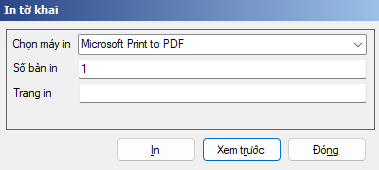 In tờ khai
Chọn máy in Microsoft Print to PDF
Số bản in 1
Trang in
In Xem trước Đóng